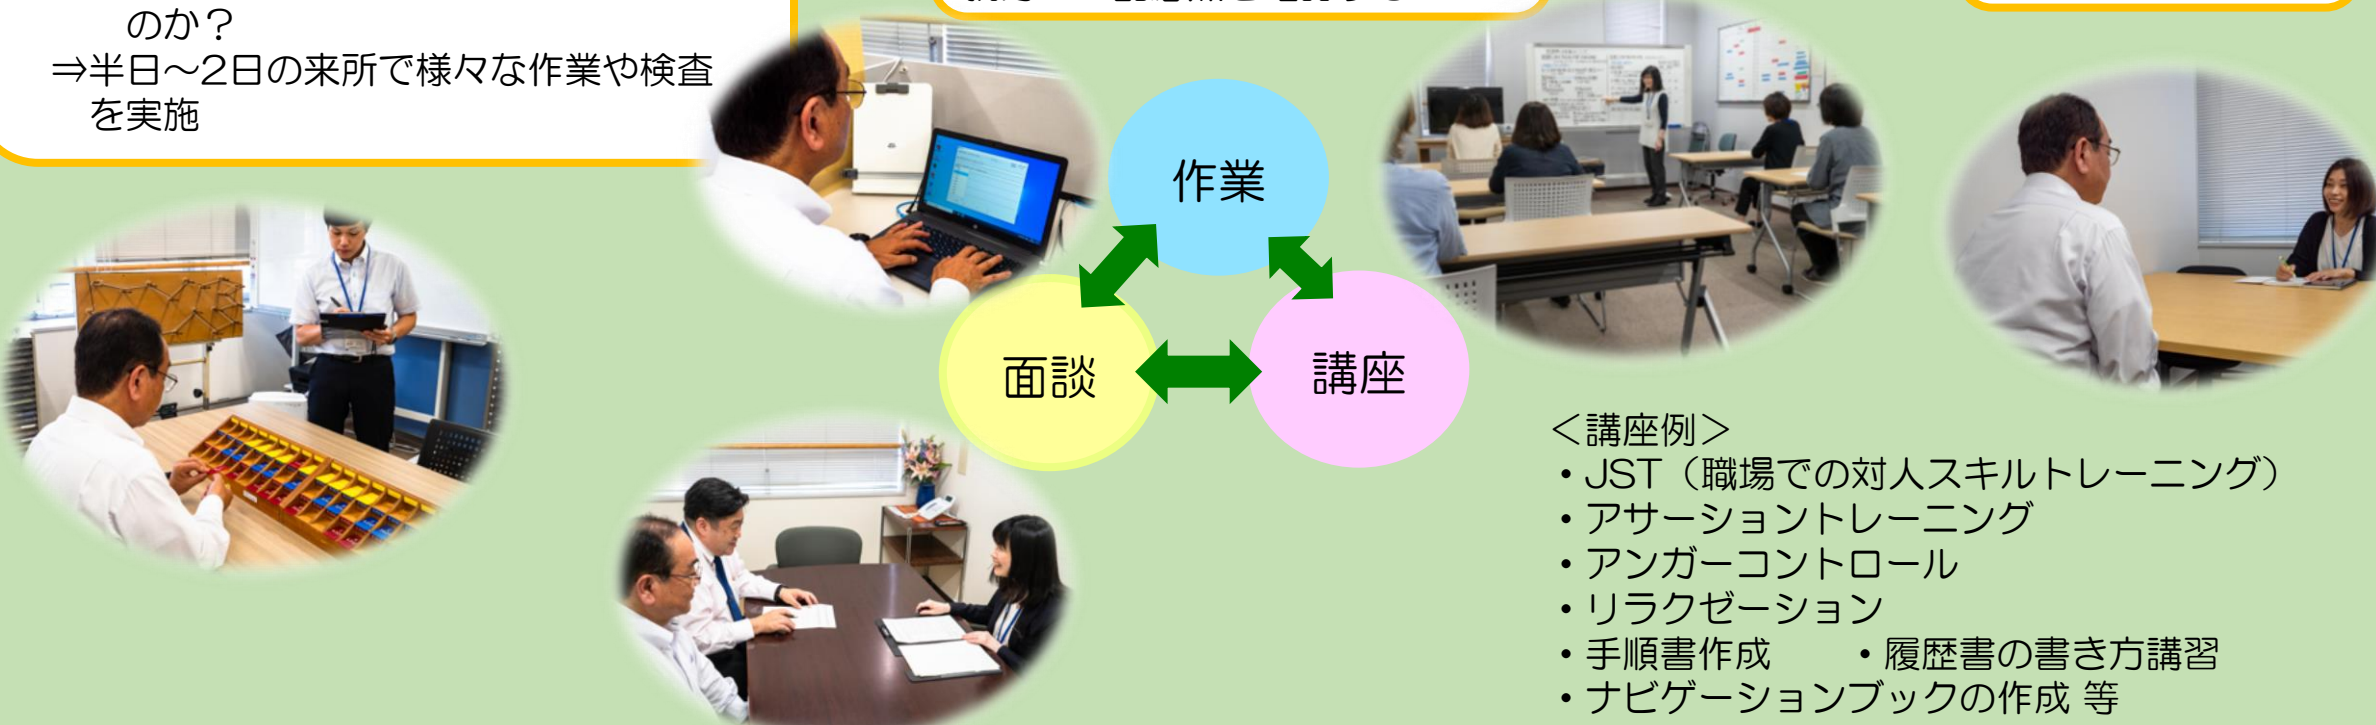 のか？
⇒半日～2日の来所で様々な作業や検査
を実施
作業
面談
講座
＜講座例＞
・JST（職場での対人スキルトレーニング）
・アサーショントレーニング
・アンガーコントロール
・リラクゼーション
・手順書作成　　・履歴書の書き方講習
・ナビゲーションブックの作成 等